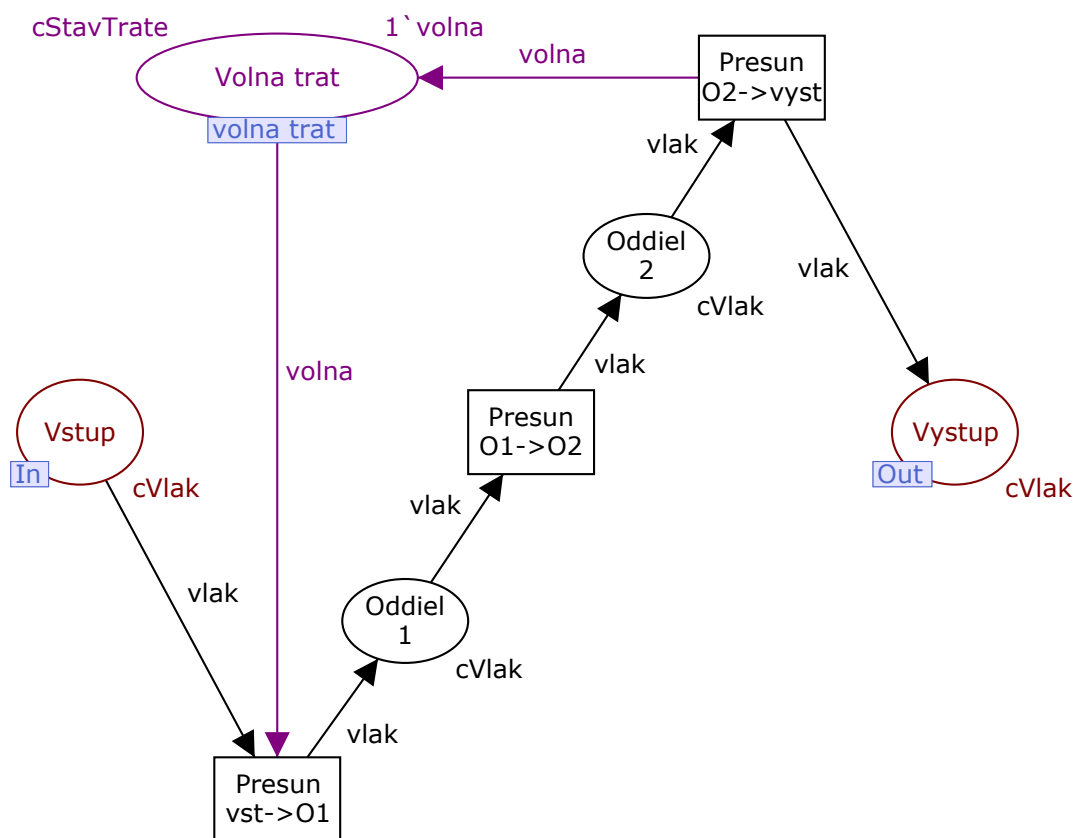 cStavTrate
1`volna
Volna trat
volna trat
volna
Presun
O2->vyst
vlak
Oddiel
2
cVlak
vlak
volna
vlak
Presun
O1->O2
Vstup
In
cVlak
Vystup
Out
cVlak
vlak
vlak
Oddiel
1
cVlak
vlak
Presun
vst->O1